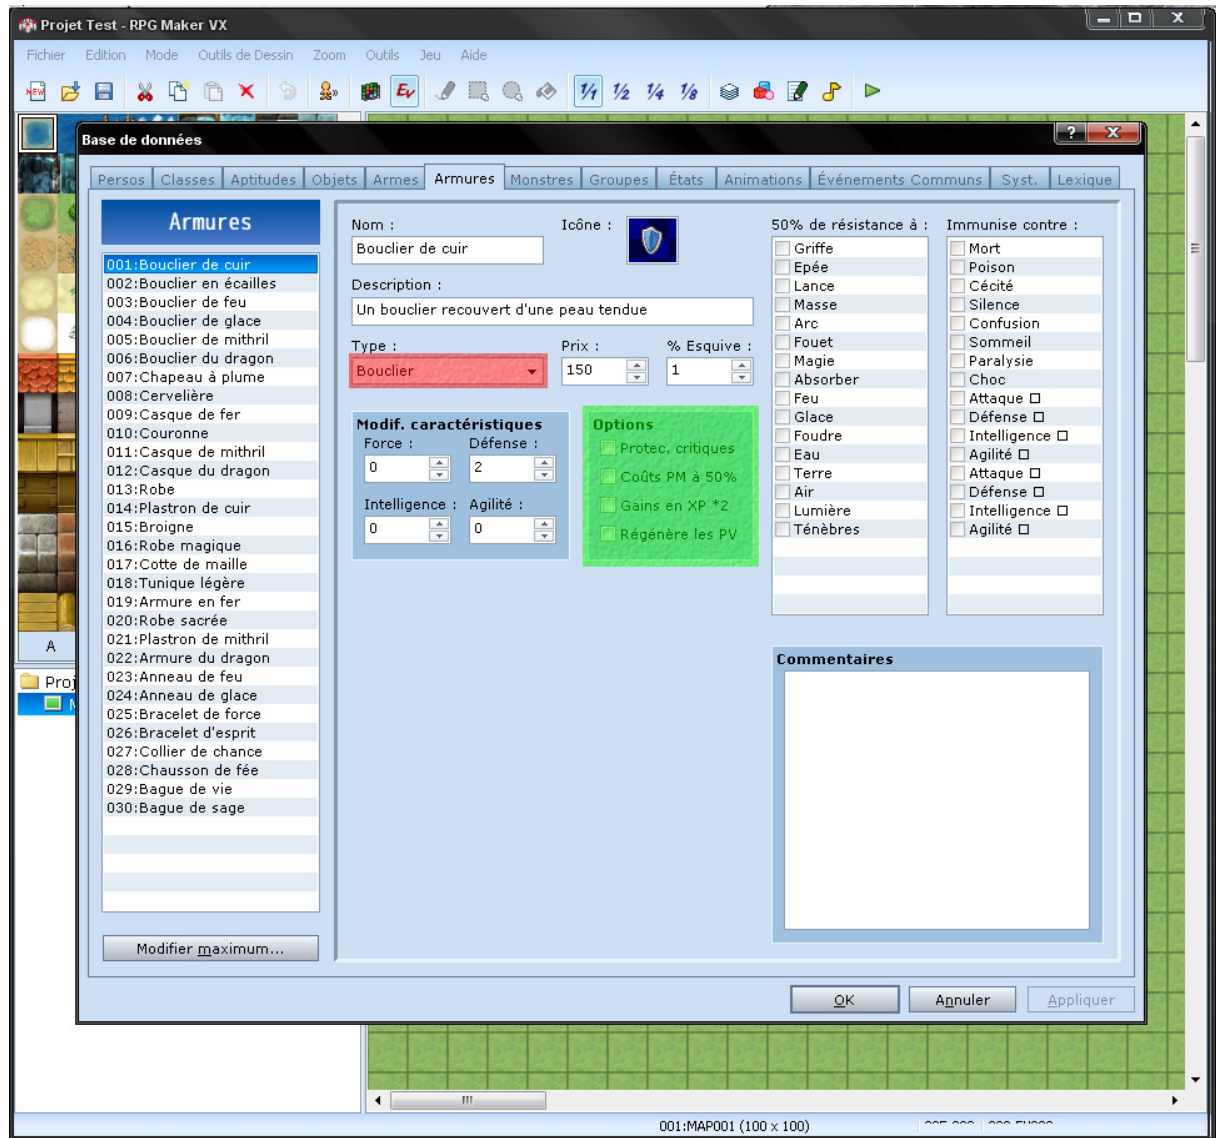 Projet Test - RPG Maker VX
Fichier Edition Mode Outils de Dessin Zoom Outils Jeu Aide
NEW Ev 1/1 1/2 1/4 1/8
Base de données
Persos Classes Aptitudes Objets Armes Armures Monstres Groupes États Animations Événements Communs Syst. Lexique
Armures
001:Bouclier de cuir
002:Bouclier en écailles
003:Bouclier de feu
004:Bouclier de glace
005:Bouclier de mithril
006:Bouclier du dragon
007:Chapeau à plume
008:Cervelière
009:Casque de fer
010:Couronne
011:Casque de mithril
012:Casque du dragon
013:Robe
014:Plastron de cuir
015:Broigne
016:Robe magique
017:Cotte de maille
018:Tunique légère
019:Armure en fer
020:Robe sacrée
021:Plastron de mithril
022:Armure du dragon
023:Anneau de feu
024:Anneau de glace
025:Bracelet de force
026:Bracelet d'esprit
027:Collier de chance
028:Chausson de fée
029:Bague de vie
030:Bague de sage
Modifier maximum...
Nom :
Bouclier de cuir
Icône :
Description :
Un bouclier recouvert d'une peau tendue
Type :
Bouclier
Prix :
150
% Esquive :
1
Modif. caractéristiques
Force :
0
Défense :
2
Intelligence :
0
Agilité :
0
Options
Protec. critiques
Coûts PM à 50%
Gains en XP *2
Régénère les PV
50% de résistance à :
Griffe
Epée
Lance
Masse
Arc
Fouet
Magie
Absorber
Feu
Glace
Foudre
Eau
Terre
Air
Lumière
Ténèbres
Immunise contre :
Mort
Poison
Cécité
Silence
Confusion
Sommeil
Paralysie
Choc
Attaque □
Défense □
Intelligence □
Agilité □
Attaque □
Défense □
Intelligence □
Agilité □
Commentaires
OK
Annuler
Appliquer
A
Proj
001:MAP001 (100 x 100)